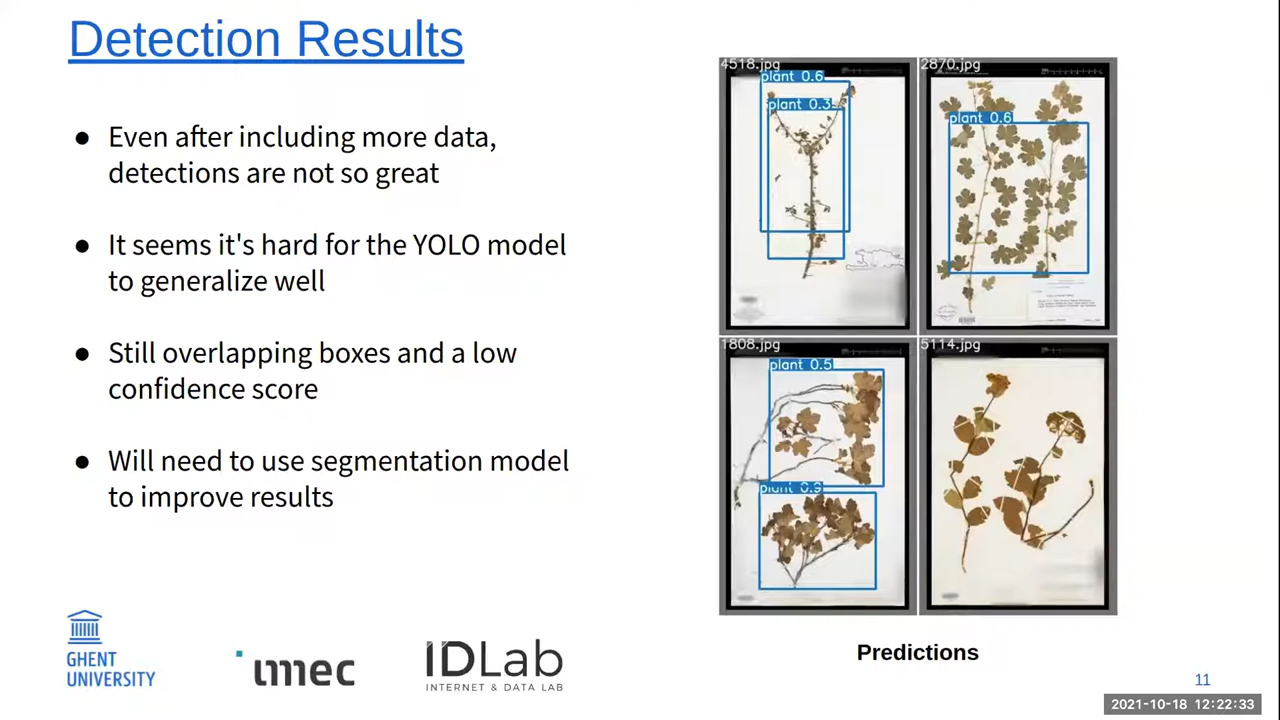 Detection Results
● Even after including more data,
detections are not so great
● It seems it's hard for the YOLO model
to generalize well
● Still overlapping boxes and a low
confidence score
● Will need to use segmentation model
to improve results
4518.jpg
plant 0.6
plant 0.3
2870.jpg
plant 0.6
1808.jpg
plant 0.5
plant 0.9
5114.jpg
Predictions
GHENT
UNIVERSITY
imec
IDLab
INTERNET & DATA LAB
11
2021-10-18 12:22:33